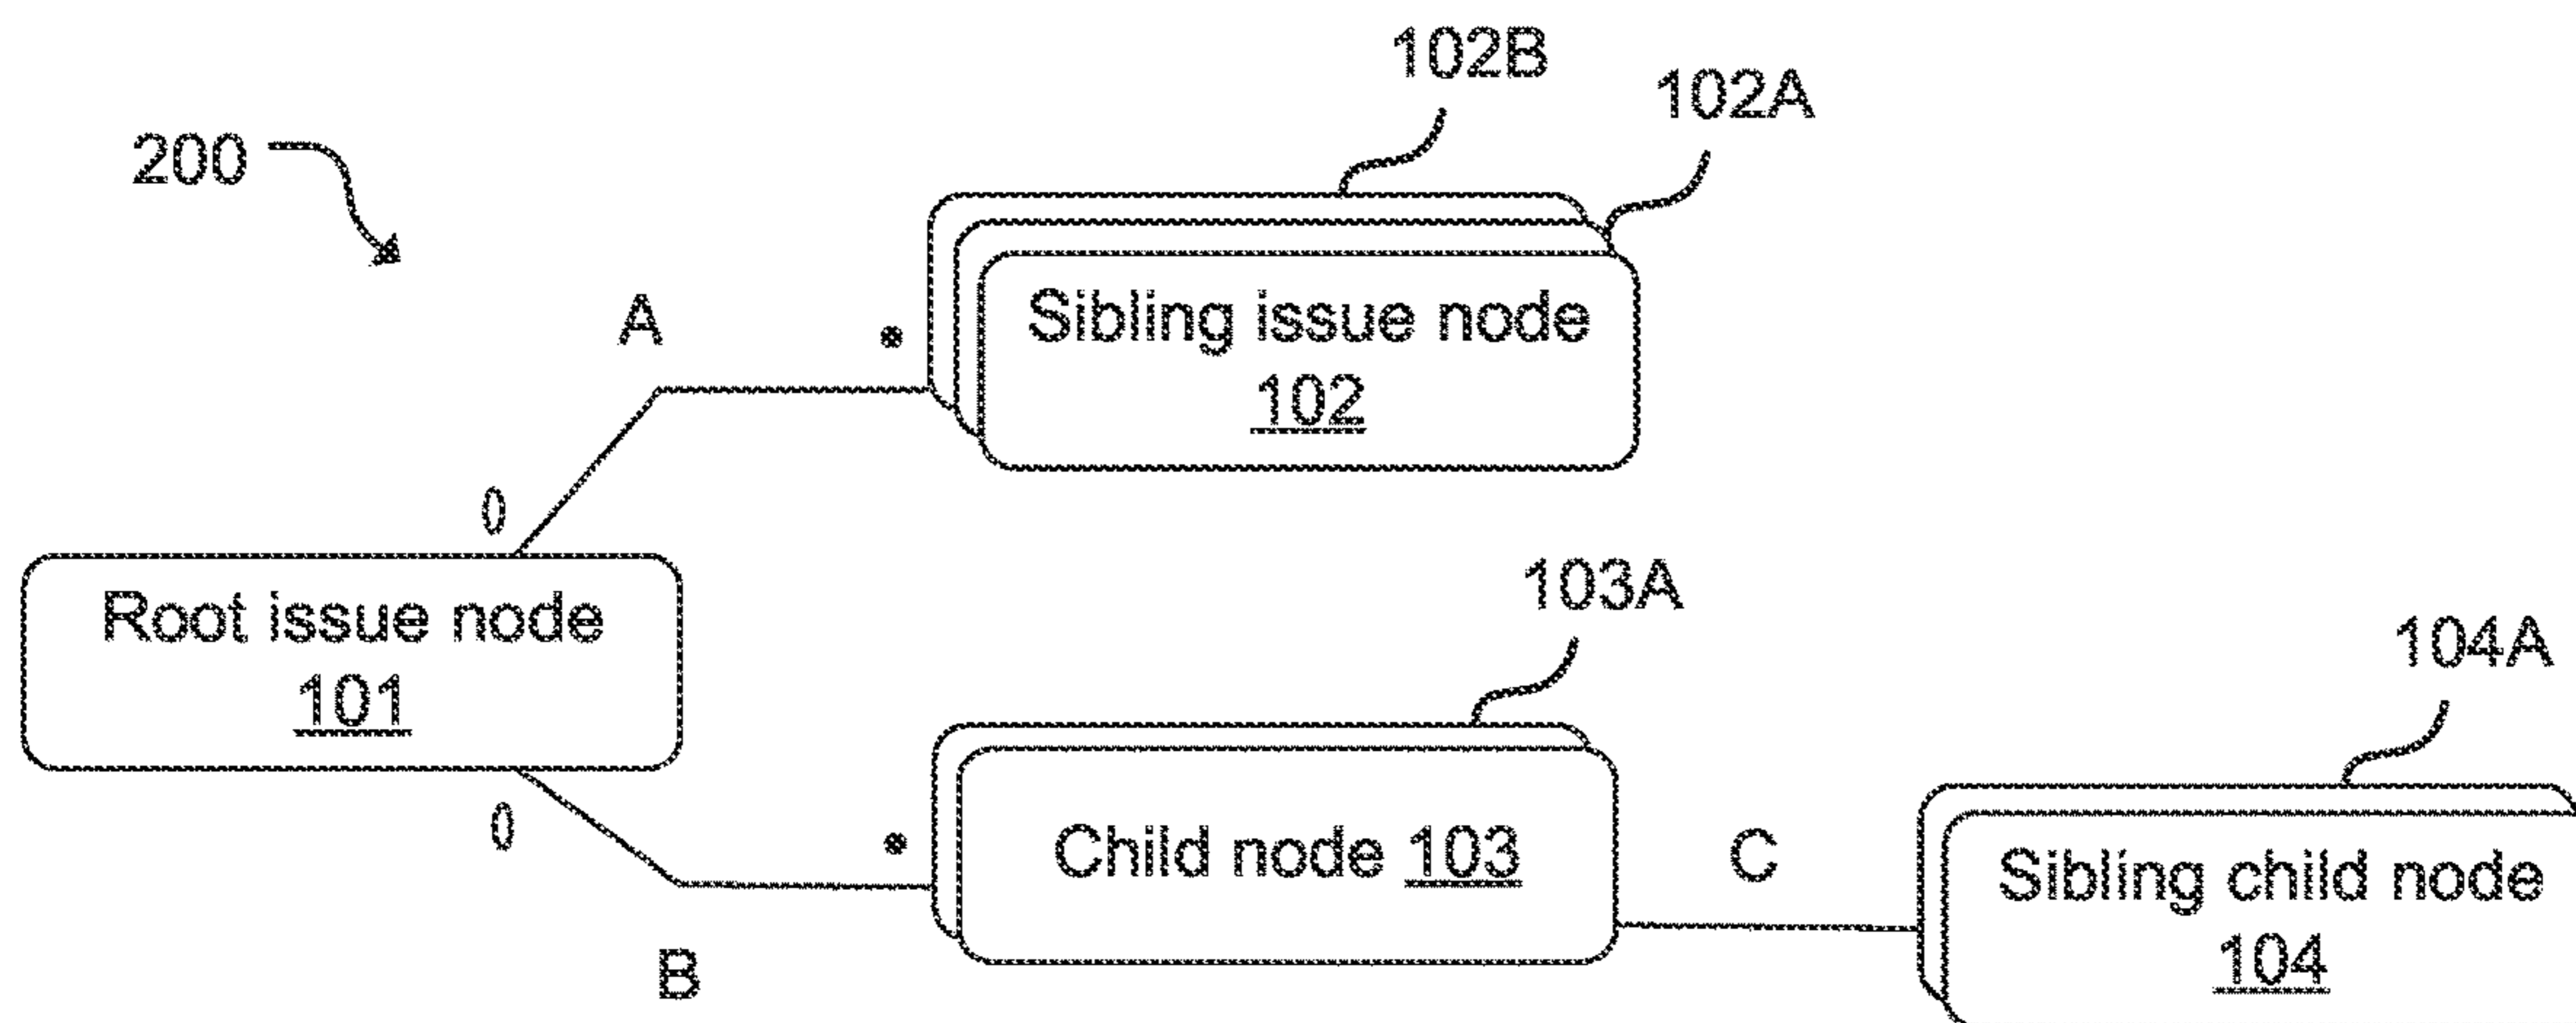 102B
102A
200
A
*
Sibling issue node
102
0
Root issue node
101
103A
0
*
Child node 103
B
C
104A
Sibling child node
104